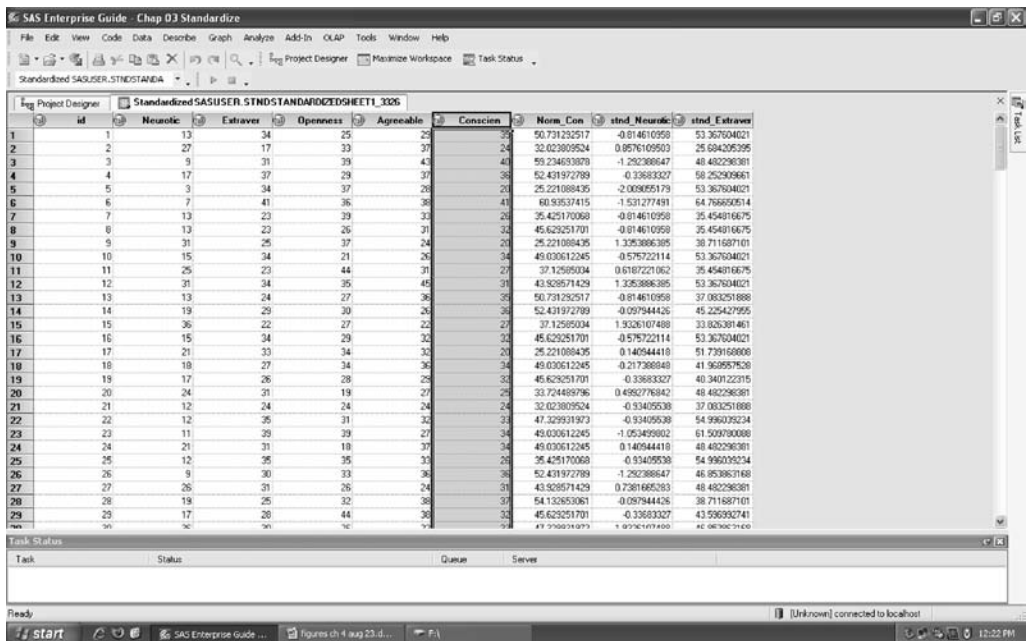 SAS Enterprise Guide - Chap 03 Standardize
File Edit View Code Data Describe Graph Analyze Add-In OLAP Tools Window Help
Project Designer Maximize Workspace Task Status
Standardized SASUSER.STNDSTANDA
Project Designer Standardized SASUSER.STNDSTANDARDIZEDSHEET1_3326
Task List
id Neurotic Extraver Openness Agreeable Conscien Norm_Con stnd_Neurotic stnd_Extraver
1 1 13 34 25 29 35 50.731292517 -0.814610958 53.367604021
2 2 27 17 33 37 24 32.023809524 0.8576109503 25.684205395
3 3 9 31 39 43 40 59.234693878 -1.292388647 48.482298381
4 4 17 37 29 37 36 52.431972789 -0.33683327 58.252909661
5 5 3 34 37 28 20 25.221088435 -2.009055179 53.367604021
6 6 7 41 36 38 41 60.93537415 -1.531277491 64.766650514
7 7 13 23 39 33 26 35.425170068 -0.814610958 35.454816675
8 8 13 23 26 31 32 45.629251701 -0.814610958 35.454816675
9 9 31 25 37 24 20 25.221088435 1.3353886385 38.711687101
10 10 15 34 21 26 34 49.030612245 -0.575722114 53.367604021
11 11 25 23 44 31 27 37.12585034 0.6187221062 35.454816675
12 12 31 34 35 45 31 43.928571429 1.3353886385 53.367604021
13 13 13 24 27 36 35 50.731292517 -0.814610958 37.083251888
14 14 19 29 30 26 36 52.431972789 -0.097944426 45.225427955
15 15 36 22 27 22 27 37.12585034 1.9326107488 33.826381461
16 16 15 34 29 32 32 45.629251701 -0.575722114 53.367604021
17 17 21 33 34 32 20 25.221088435 0.140944418 51.739168808
18 18 18 27 34 36 34 49.030612245 -0.217388848 41.968557528
19 19 17 26 28 29 32 45.629251701 -0.33683327 40.340122315
20 20 24 31 19 27 25 33.724489796 0.4992776842 48.482298381
21 21 12 24 24 24 24 32.023809524 -0.93405538 37.083251888
22 22 12 35 31 32 33 47.329931973 -0.93405538 54.996039234
23 23 11 39 39 27 34 49.030612245 -1.053499802 61.509780088
24 24 21 31 18 37 34 49.030612245 0.140944418 48.482298381
25 25 12 35 35 33 26 35.425170068 -0.93405538 54.996039234
26 26 9 30 33 36 36 52.431972789 -1.292388647 46.853863168
27 27 26 31 26 24 31 43.928571429 0.7381665283 48.482298381
28 28 19 25 32 38 37 54.132653061 -0.097944426 38.711687101
29 29 17 28 44 38 32 45.629251701 -0.33683327 43.596992741
Task Status
Task Status Queue Server
Ready [Unknown] connected to localhost
start SAS Enterprise Guide ... figures ch 4 aug 23.d... F:\ 12:22 PM